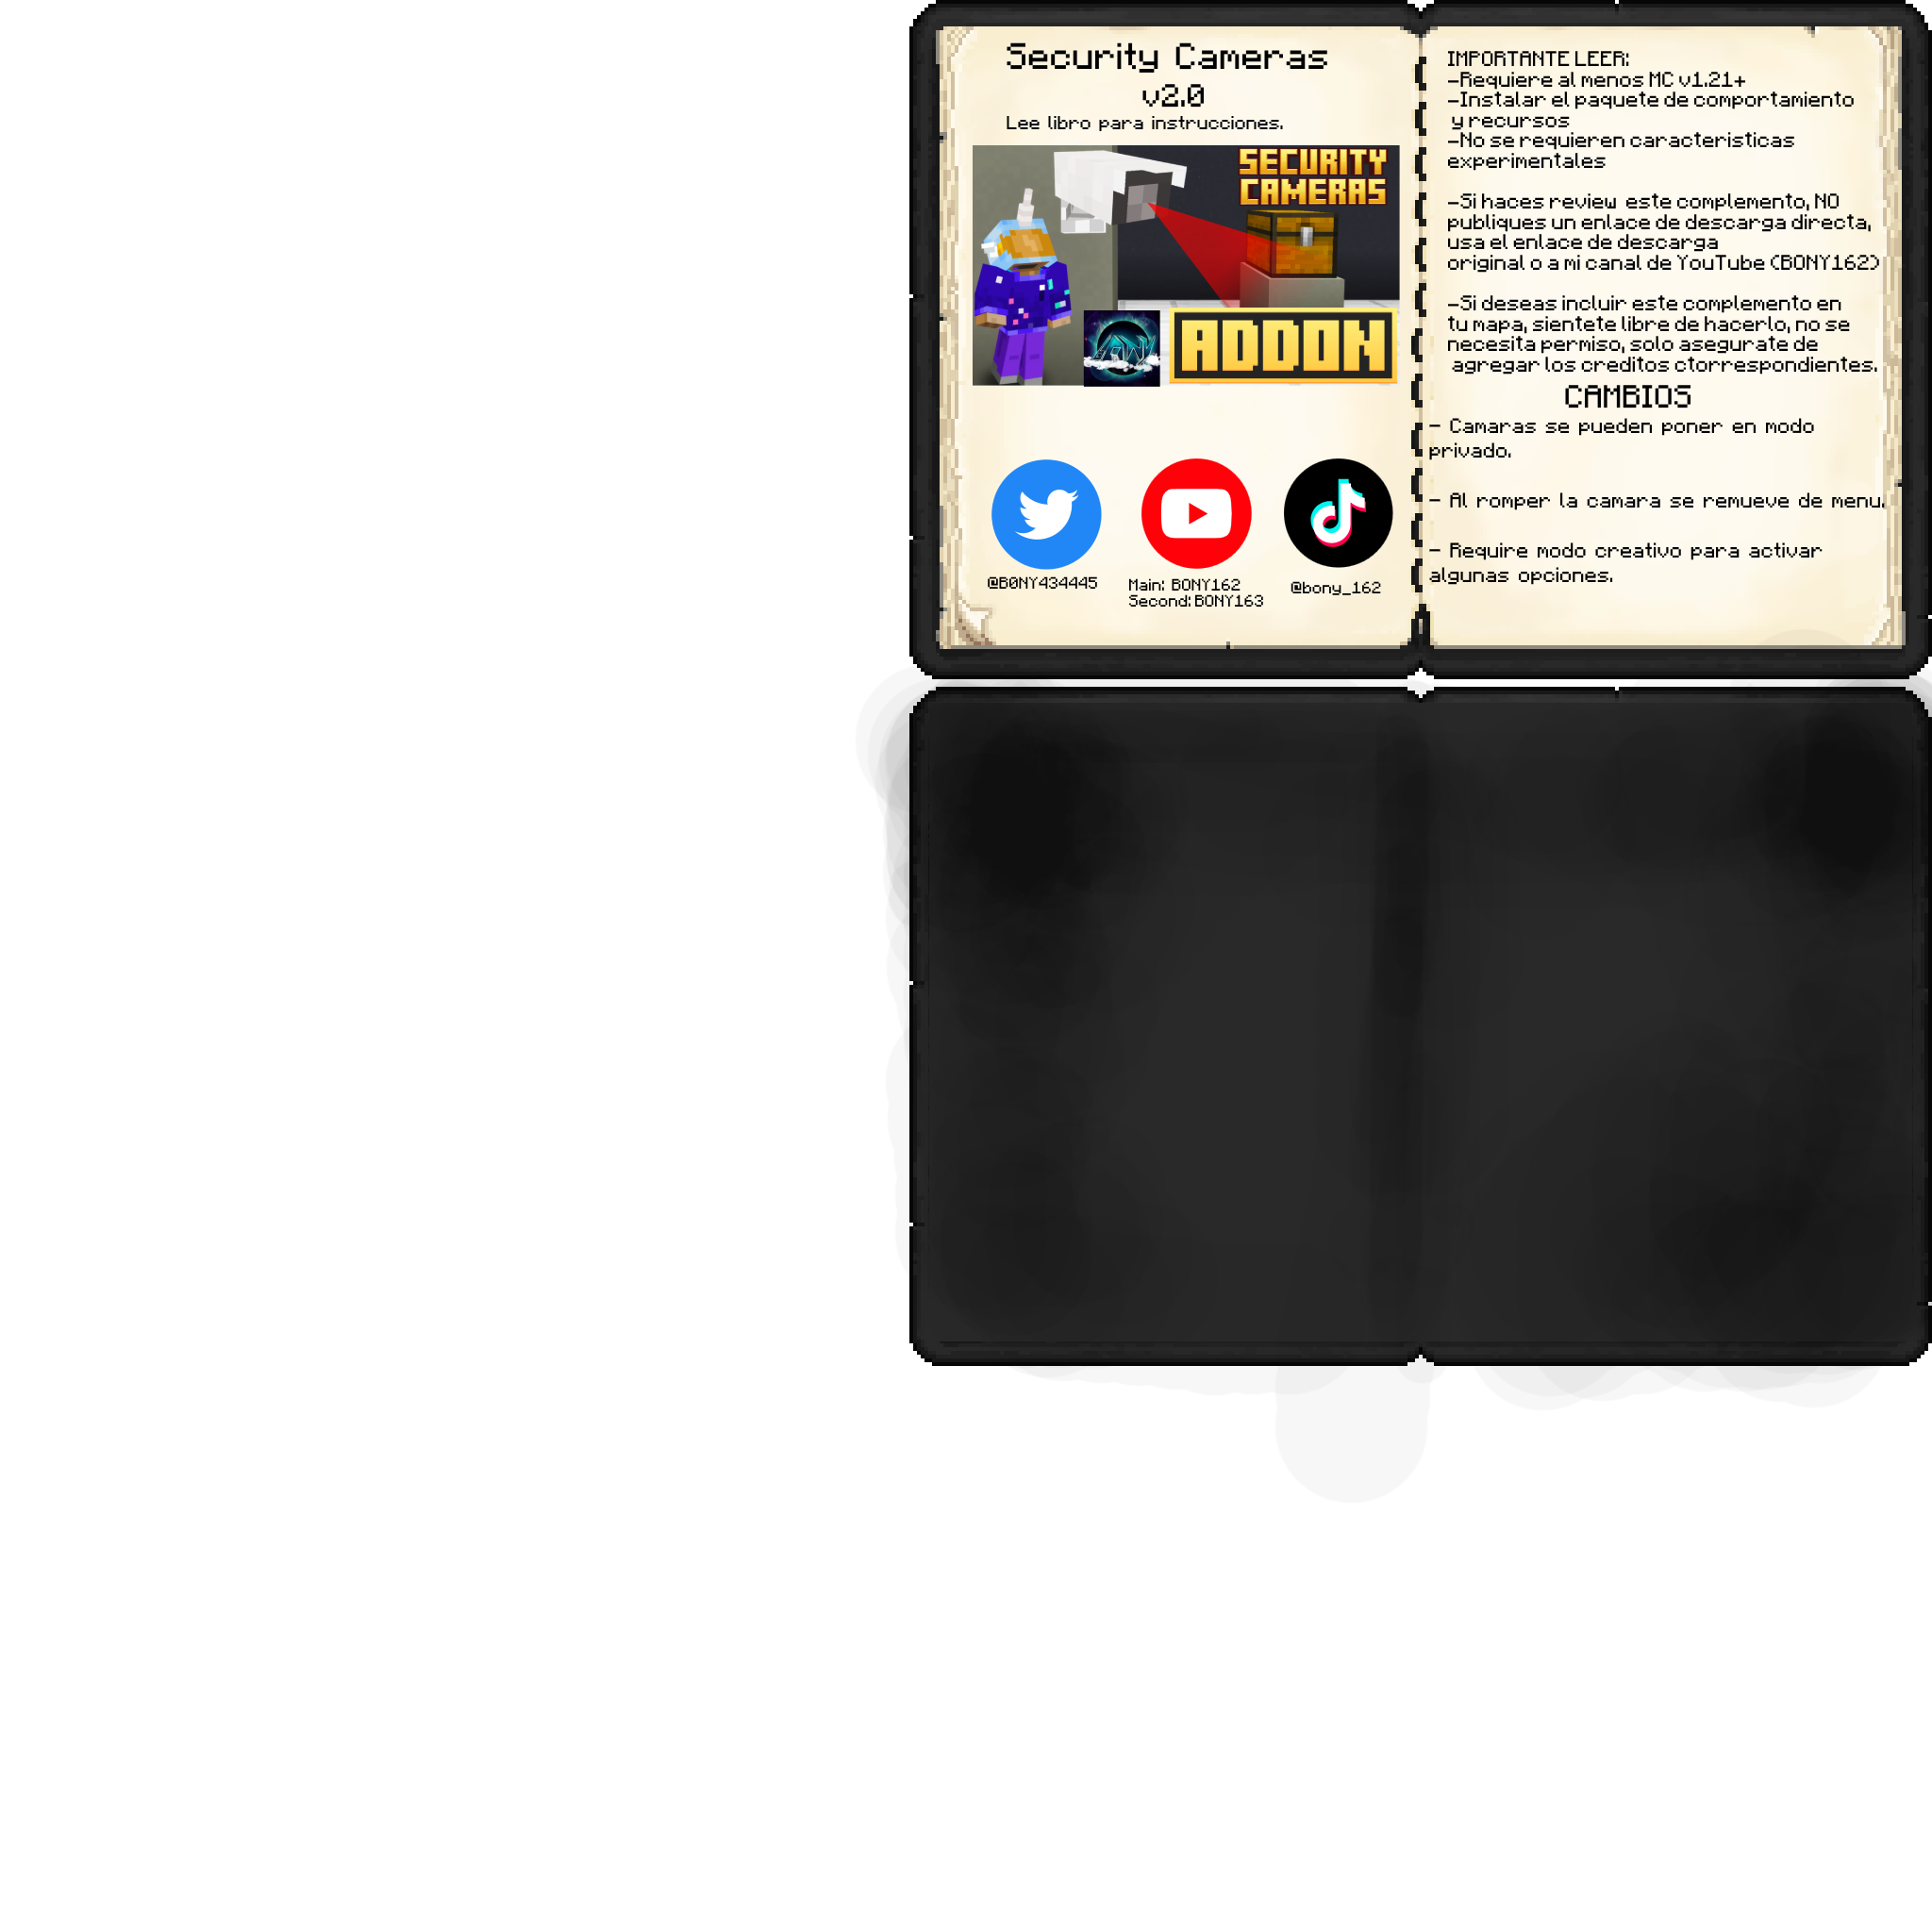 Security Cameras
v2.0
Lee libro para instrucciones.
SECURITY
CAMERAS
BONY
ADDON
@B0NY434445
Main: BONY162
Second: BONY163
@bony_162
IMPORTANTE LEER:
-Requiere al menos MC v1.21+
-Instalar el paquete de comportamiento
y recursos
-No se requieren caracteristicas
experimentales
-Si haces review este complemento, NO
publiques un enlace de descarga directa,
usa el enlace de descarga
original o a mi canal de YouTube (BONY162)
-Si deseas incluir este complemento en
tu mapa, sientete libre de hacerlo, no se
necesita permiso, solo asegurate de
agregar los creditos ctorrespondientes.
CAMBIOS
- Camaras se pueden poner en modo
privado.
- Al romper la camara se remueve de menu.
- Require modo creativo para activar
algunas opciones.